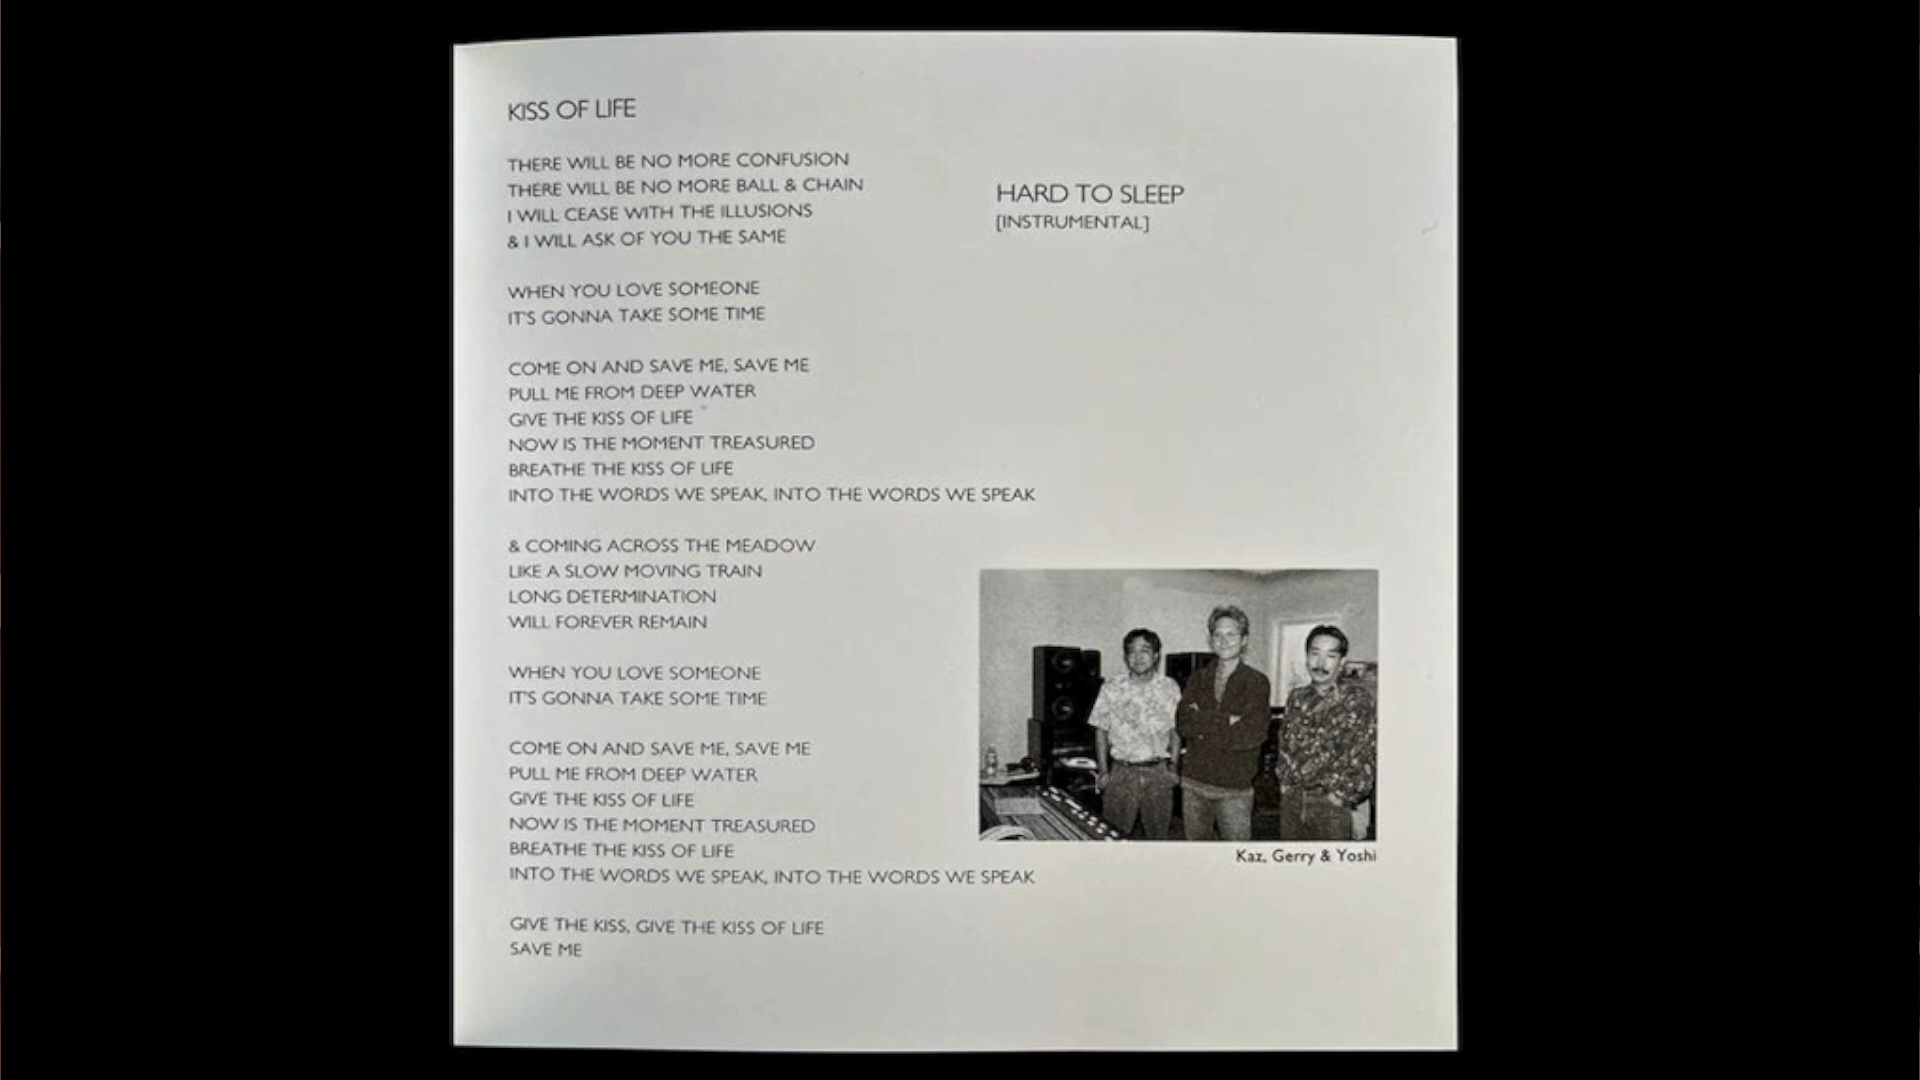 KISS OF LIFE
THERE WILL BE NO MORE CONFUSION
THERE WILL BE NO MORE BALL & CHAIN
I WILL CEASE WITH THE ILLUSIONS
& I WILL ASK OF YOU THE SAME
WHEN YOU LOVE SOMEONE
IT'S GONNA TAKE SOME TIME
COME ON AND SAVE ME, SAVE ME
PULL ME FROM DEEP WATER
GIVE THE KISS OF LIFE
NOW IS THE MOMENT TREASURED
BREATHE THE KISS OF LIFE
INTO THE WORDS WE SPEAK, INTO THE WORDS WE SPEAK
& COMING ACROSS THE MEADOW
LIKE A SLOW MOVING TRAIN
LONG DETERMINATION
WILL FOREVER REMAIN
WHEN YOU LOVE SOMEONE
IT'S GONNA TAKE SOME TIME
COME ON AND SAVE ME, SAVE ME
PULL ME FROM DEEP WATER
GIVE THE KISS OF LIFE
NOW IS THE MOMENT TREASURED
BREATHE THE KISS OF LIFE
INTO THE WORDS WE SPEAK, INTO THE WORDS WE SPEAK
GIVE THE KISS, GIVE THE KISS OF LIFE
SAVE ME
HARD TO SLEEP
[INSTRUMENTAL]
Kaz, Gerry & Yoshi